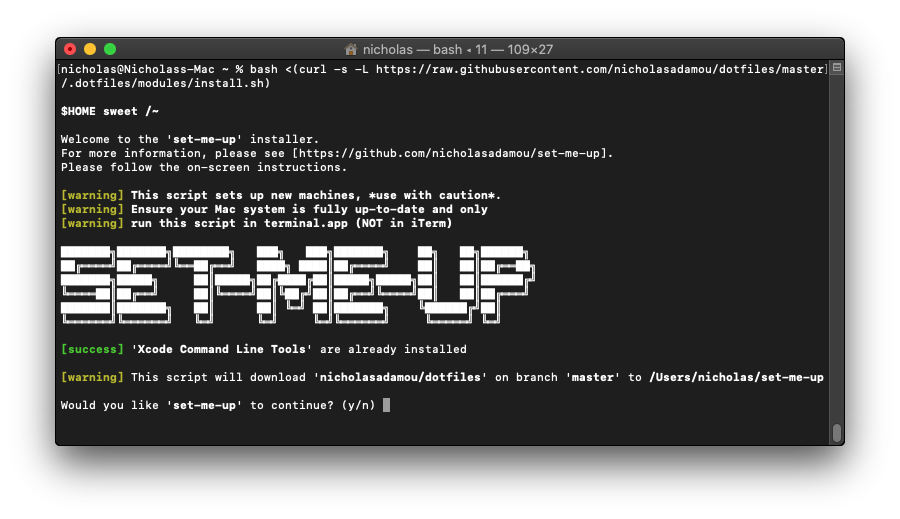 nicholas — bash ◂ 11 — 109×27
[nicholas@Nicholass-Mac ~ % bash <(curl -s -L https://raw.githubusercontent.com/nicholasadamou/dotfiles/master]
/.dotfiles/modules/install.sh)
$HOME sweet /~
Welcome to the 'set-me-up' installer.
For more information, please see [https://github.com/nicholasadamou/set-me-up].
Please follow the on-screen instructions.
[warning] This script sets up new machines, *use with caution*.
[warning] Ensure your Mac system is fully up-to-date and only
[warning] run this script in terminal.app (NOT in iTerm)
SET-ME-UP
[success] 'Xcode Command Line Tools' are already installed
[warning] This script will download 'nicholasadamou/dotfiles' on branch 'master' to /Users/nicholas/set-me-up
Would you like 'set-me-up' to continue? (y/n)